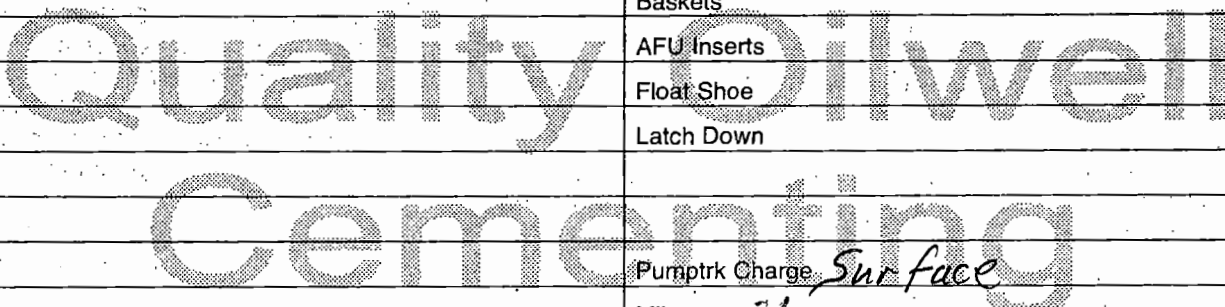 Baskets
Quality Oilwell
AFU Inserts
Float Shoe
Latch Down
Cementing
Pumptrk Charge Surface